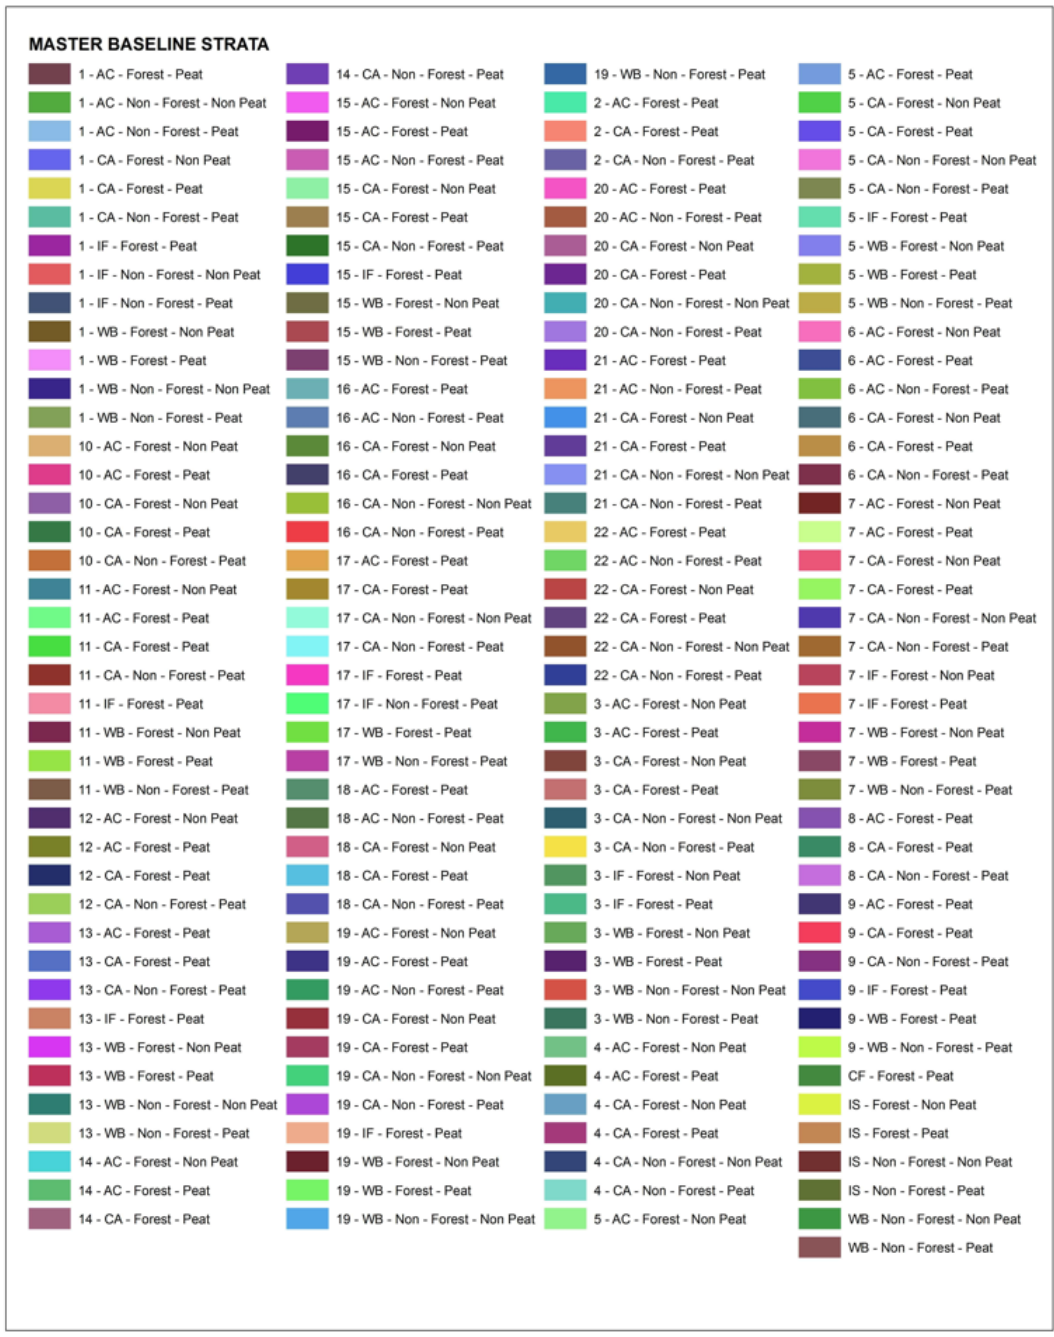 MASTER BASELINE STRATA
1 - AC - Forest - Peat
1 - AC - Non - Forest - Non Peat
1 - AC - Non - Forest - Peat
1 - CA - Forest - Non Peat
1 - CA - Forest - Peat
1 - CA - Non - Forest - Peat
1 - IF - Forest - Peat
1 - IF - Non - Forest - Non Peat
1 - IF - Non - Forest - Peat
1 - WB - Forest - Non Peat
1 - WB - Forest - Peat
1 - WB - Non - Forest - Non Peat
1 - WB - Non - Forest - Peat
10 - AC - Forest - Non Peat
10 - AC - Forest - Peat
10 - CA - Forest - Non Peat
10 - CA - Forest - Peat
10 - CA - Non - Forest - Peat
11 - AC - Forest - Non Peat
11 - AC - Forest - Peat
11 - CA - Forest - Peat
11 - CA - Non - Forest - Peat
11 - IF - Forest - Peat
11 - WB - Forest - Non Peat
11 - WB - Forest - Peat
11 - WB - Non - Forest - Peat
12 - AC - Forest - Non Peat
12 - AC - Forest - Peat
12 - CA - Forest - Peat
12 - CA - Non - Forest - Peat
13 - AC - Forest - Peat
13 - CA - Forest - Peat
13 - CA - Non - Forest - Peat
13 - IF - Forest - Peat
13 - WB - Forest - Non Peat
13 - WB - Forest - Peat
13 - WB - Non - Forest - Non Peat
13 - WB - Non - Forest - Peat
14 - AC - Forest - Non Peat
14 - AC - Forest - Peat
14 - CA - Forest - Peat
14 - CA - Non - Forest - Peat
15 - AC - Forest - Non Peat
15 - AC - Forest - Peat
15 - AC - Non - Forest - Peat
15 - CA - Forest - Non Peat
15 - CA - Forest - Peat
15 - CA - Non - Forest - Peat
15 - IF - Forest - Peat
15 - WB - Forest - Non Peat
15 - WB - Forest - Peat
15 - WB - Non - Forest - Peat
16 - AC - Forest - Peat
16 - AC - Non - Forest - Peat
16 - CA - Forest - Non Peat
16 - CA - Forest - Peat
16 - CA - Non - Forest - Non Peat
16 - CA - Non - Forest - Peat
17 - AC - Forest - Peat
17 - CA - Forest - Peat
17 - CA - Non - Forest - Non Peat
17 - CA - Non - Forest - Peat
17 - IF - Forest - Peat
17 - IF - Non - Forest - Peat
17 - WB - Forest - Peat
17 - WB - Non - Forest - Peat
18 - AC - Forest - Peat
18 - AC - Non - Forest - Peat
18 - CA - Forest - Non Peat
18 - CA - Forest - Peat
18 - CA - Non - Forest - Peat
19 - AC - Forest - Non Peat
19 - AC - Forest - Peat
19 - AC - Non - Forest - Peat
19 - CA - Forest - Non Peat
19 - CA - Forest - Peat
19 - CA - Non - Forest - Non Peat
19 - CA - Non - Forest - Peat
19 - IF - Forest - Peat
19 - WB - Forest - Non Peat
19 - WB - Forest - Peat
19 - WB - Non - Forest - Non Peat
19 - WB - Non - Forest - Peat
2 - AC - Forest - Peat
2 - CA - Forest - Peat
2 - CA - Non - Forest - Peat
20 - AC - Forest - Peat
20 - AC - Non - Forest - Peat
20 - CA - Forest - Non Peat
20 - CA - Forest - Peat
20 - CA - Non - Forest - Non Peat
20 - CA - Non - Forest - Peat
21 - AC - Forest - Peat
21 - AC - Non - Forest - Peat
21 - CA - Forest - Non Peat
21 - CA - Forest - Peat
21 - CA - Non - Forest - Non Peat
21 - CA - Non - Forest - Peat
22 - AC - Forest - Peat
22 - AC - Non - Forest - Peat
22 - CA - Forest - Non Peat
22 - CA - Forest - Peat
22 - CA - Non - Forest - Non Peat
22 - CA - Non - Forest - Peat
3 - AC - Forest - Non Peat
3 - AC - Forest - Peat
3 - CA - Forest - Non Peat
3 - CA - Forest - Peat
3 - CA - Non - Forest - Non Peat
3 - CA - Non - Forest - Peat
3 - IF - Forest - Non Peat
3 - IF - Forest - Peat
3 - WB - Forest - Non Peat
3 - WB - Forest - Peat
3 - WB - Non - Forest - Non Peat
3 - WB - Non - Forest - Peat
4 - AC - Forest - Non Peat
4 - AC - Forest - Peat
4 - CA - Forest - Non Peat
4 - CA - Forest - Peat
4 - CA - Non - Forest - Non Peat
4 - CA - Non - Forest - Peat
5 - AC - Forest - Non Peat
5 - AC - Forest - Peat
5 - CA - Forest - Non Peat
5 - CA - Forest - Peat
5 - CA - Non - Forest - Non Peat
5 - CA - Non - Forest - Peat
5 - IF - Forest - Peat
5 - WB - Forest - Non Peat
5 - WB - Forest - Peat
5 - WB - Non - Forest - Peat
6 - AC - Forest - Non Peat
6 - AC - Forest - Peat
6 - AC - Non - Forest - Peat
6 - CA - Forest - Non Peat
6 - CA - Forest - Peat
6 - CA - Non - Forest - Peat
7 - AC - Forest - Non Peat
7 - AC - Forest - Peat
7 - CA - Forest - Non Peat
7 - CA - Forest - Peat
7 - CA - Non - Forest - Non Peat
7 - CA - Non - Forest - Peat
7 - IF - Forest - Non Peat
7 - IF - Forest - Peat
7 - WB - Forest - Non Peat
7 - WB - Forest - Peat
7 - WB - Non - Forest - Peat
8 - AC - Forest - Peat
8 - CA - Forest - Peat
8 - CA - Non - Forest - Peat
9 - AC - Forest - Peat
9 - CA - Forest - Peat
9 - CA - Non - Forest - Peat
9 - IF - Forest - Peat
9 - WB - Forest - Peat
9 - WB - Non - Forest - Peat
CF - Forest - Peat
IS - Forest - Non Peat
IS - Forest - Peat
IS - Non - Forest - Non Peat
IS - Non - Forest - Peat
WB - Non - Forest - Non Peat
WB - Non - Forest - Peat